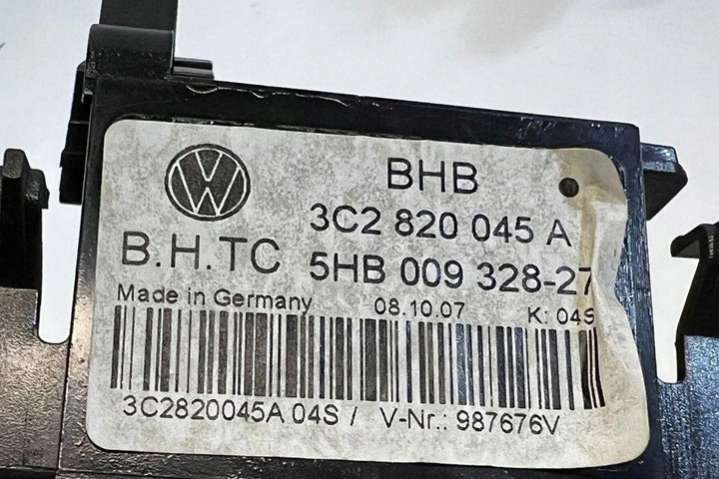 BHB
3C2 820 045 A
B.H.TC 5HB 009 328-27
Made in Germany 08.10.07 K: 04S
3C2820045A 04S / V-Nr.: 987676V